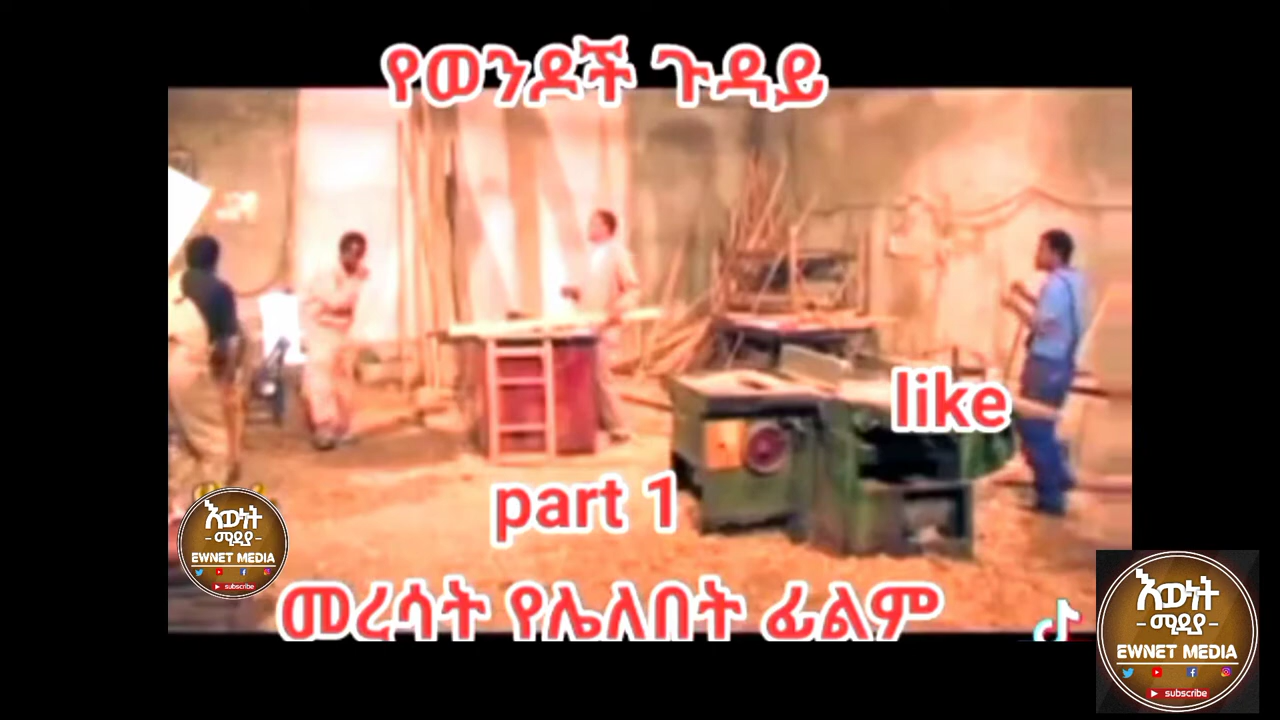 የወንዶች ጉዳይ
like
part 1
እውነት
-ሚዲያ-
EWNET MEDIA
subscribe
መረሳት የሌለበት ፊልም
እውነት
-ሚዲያ-
EWNET MEDIA
subscribe